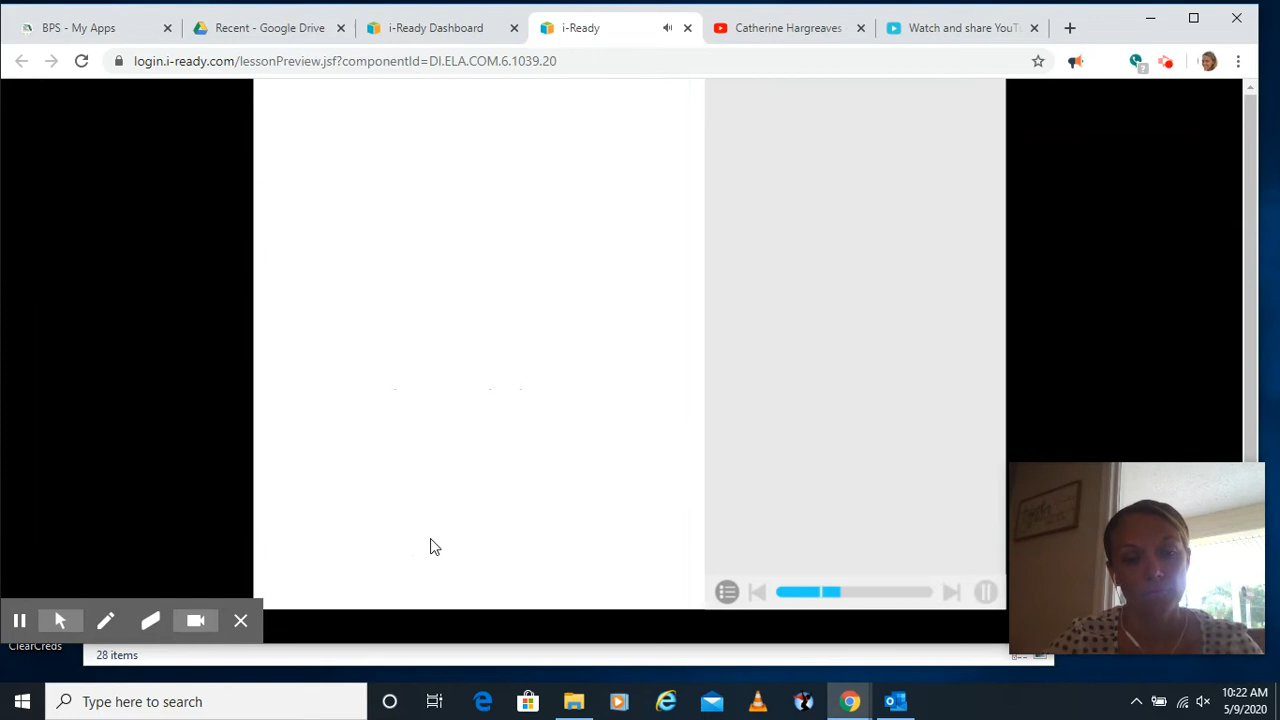 BPS - My Apps
Recent - Google Drive
i-Ready Dashboard
i-Ready
Catherine Hargreaves
Watch and share YouT
login.i-ready.com/lessonPreview.jsf?componentId=DI.ELA.COM.6.1039.20
ClearCreds
28 items
Type here to search
10:22 AM
5/9/2020